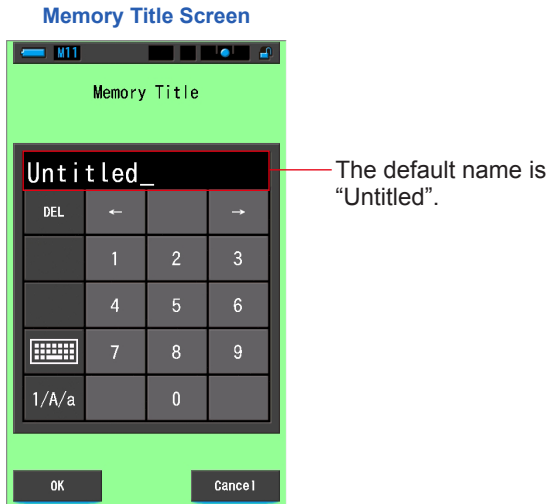 Memory Title Screen
M11
Memory Title
Untitled_
The default name is
“Untitled”.
DEL ← →
1 2 3
4 5 6
7 8 9
1/A/a 0
OK Cancel